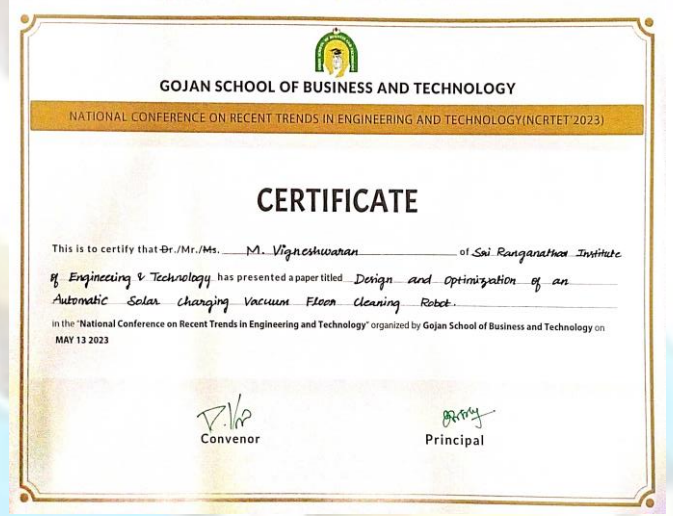 GOJAN SCHOOL OF BUSINESS AND TECHNOLOGY
NATIONAL CONFERENCE ON RECENT TRENDS IN ENGINEERING AND TECHNOLOGY(NCRTET'2023)
CERTIFICATE
This is to certify that Dr./Mr./Ms. M. Vigneshwaran of Sri Ranganathar Institute
of Engineering & Technology has presented a paper titled Design and Optimization of an
Automatic Solar Charging Vacuum Floor Cleaning Robot.
in the "National Conference on Recent Trends in Engineering and Technology" organized by Gojan School of Business and Technology on
MAY 13 2023
Convenor
Principal